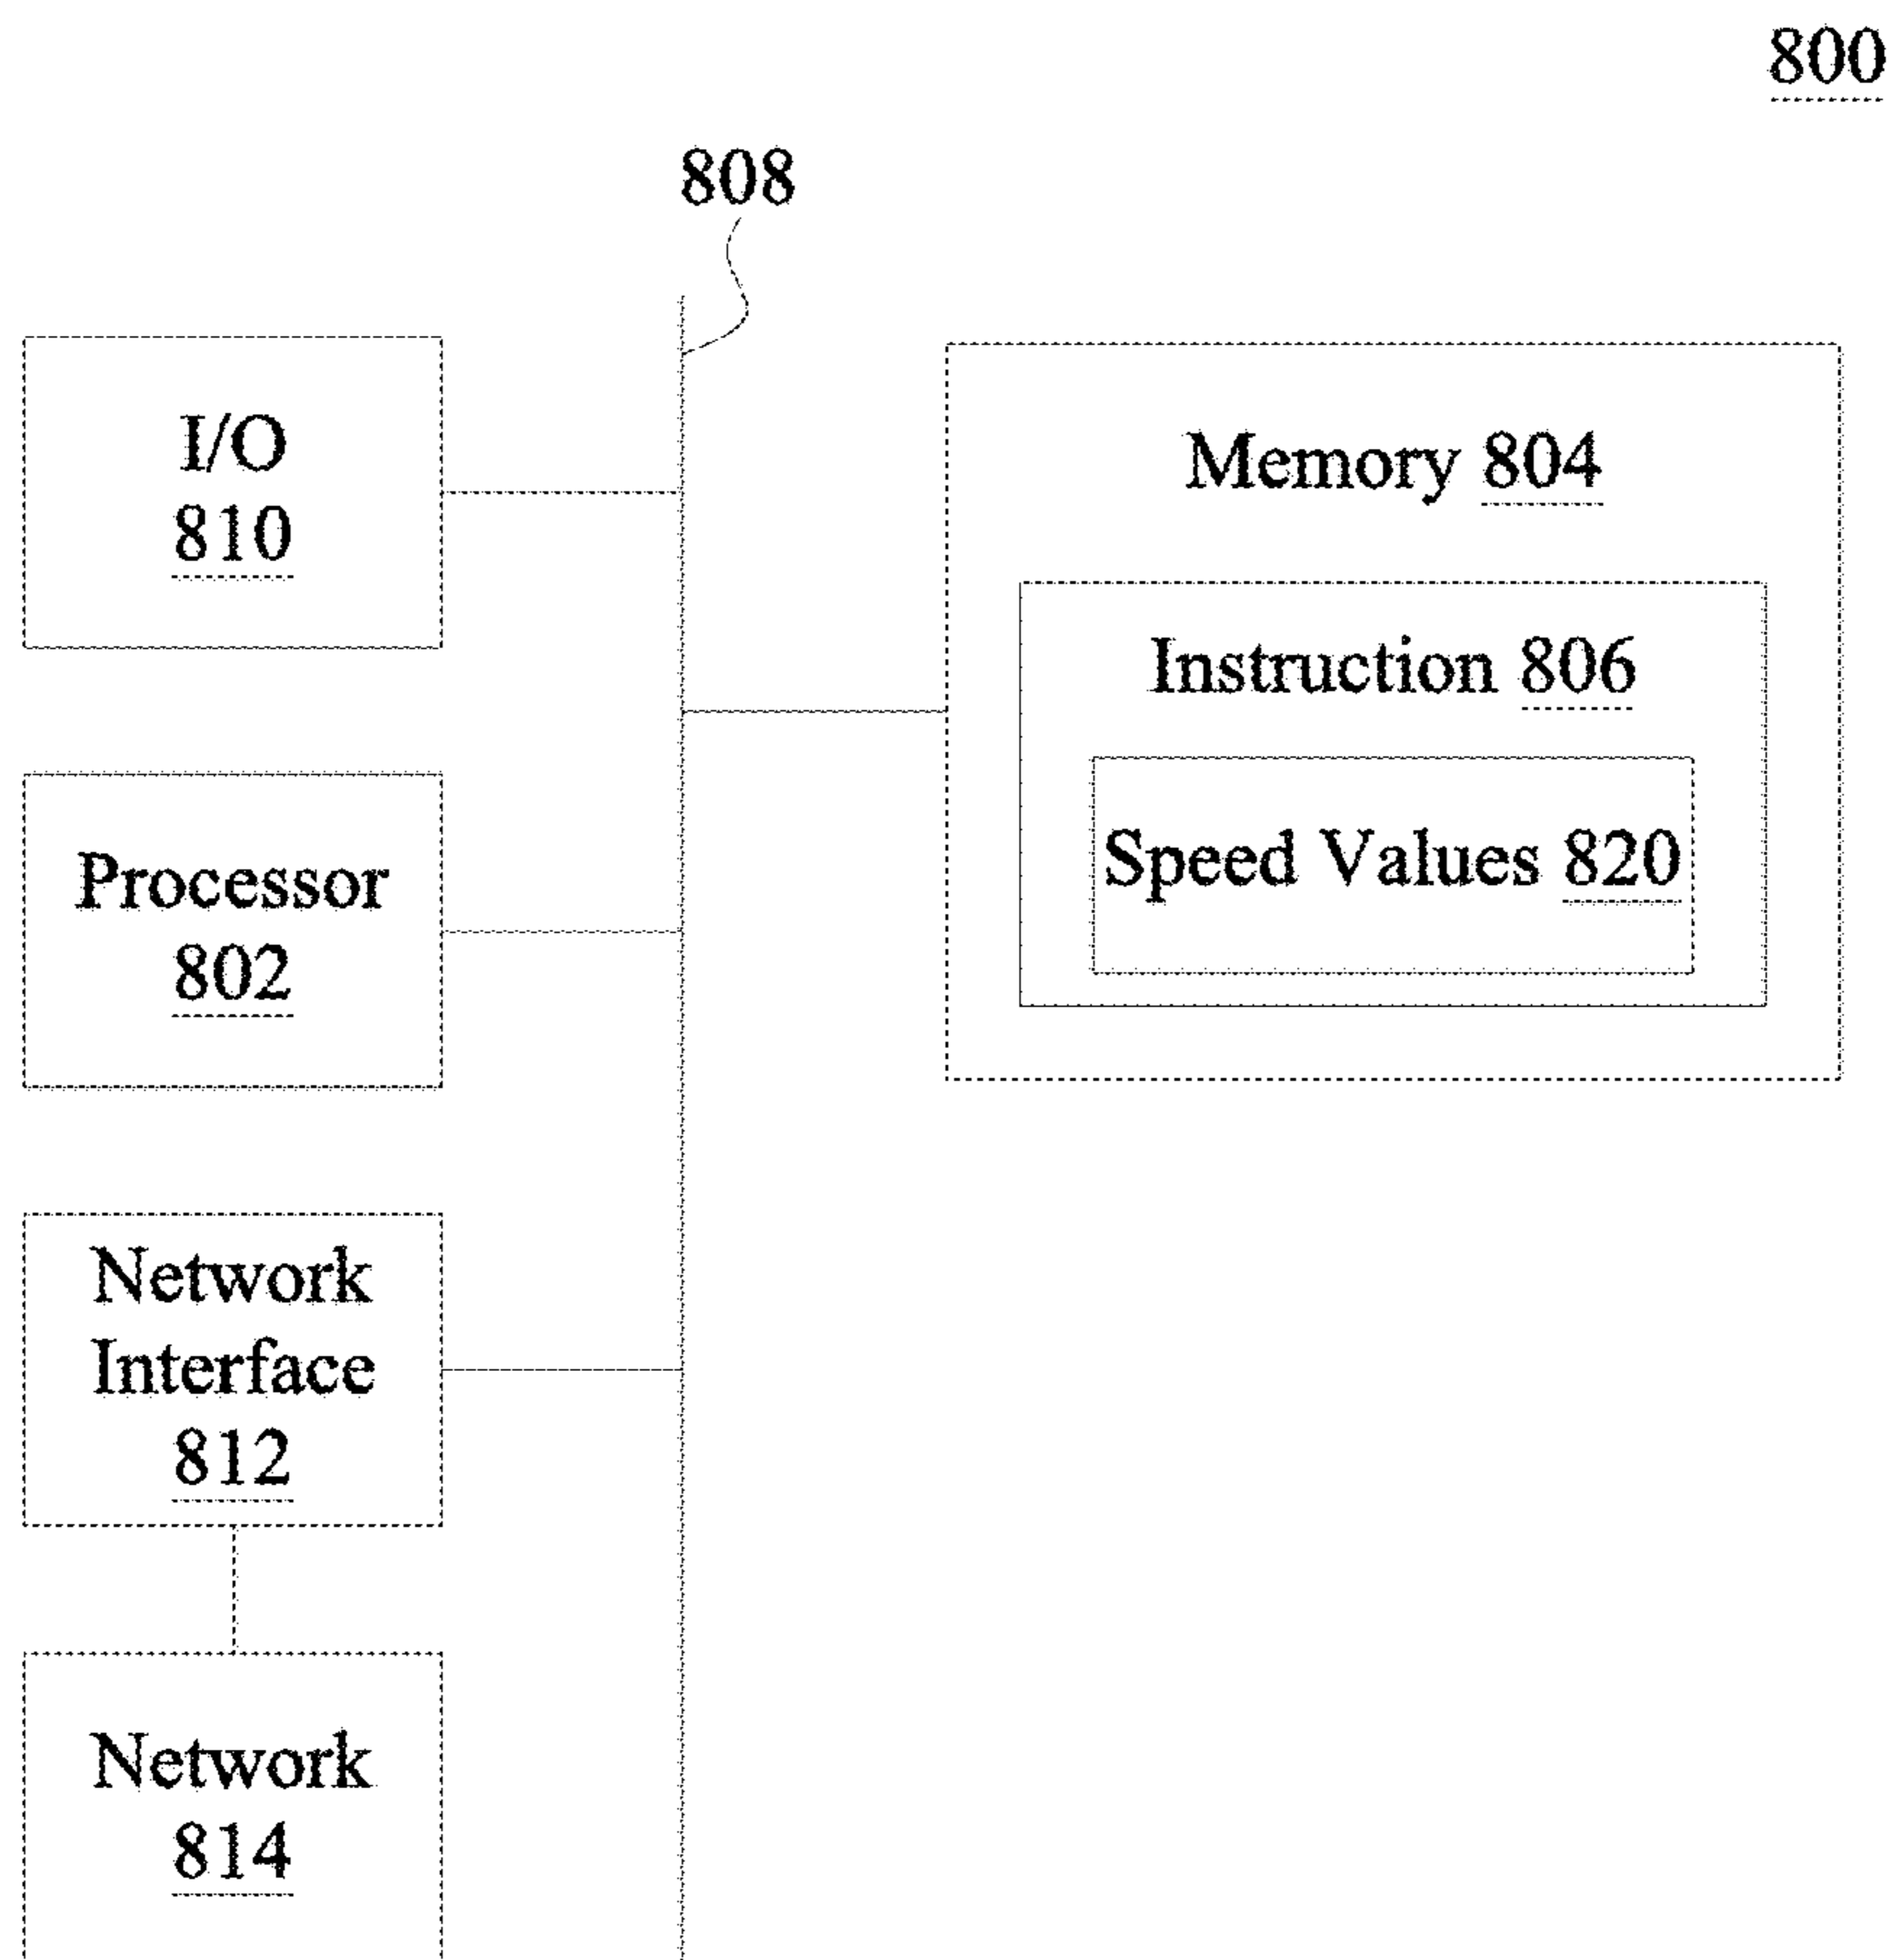 800
808
I/O
810
Processor
802
Network
Interface
812
Network
814
Memory 804
Instruction 806
Speed Values 820